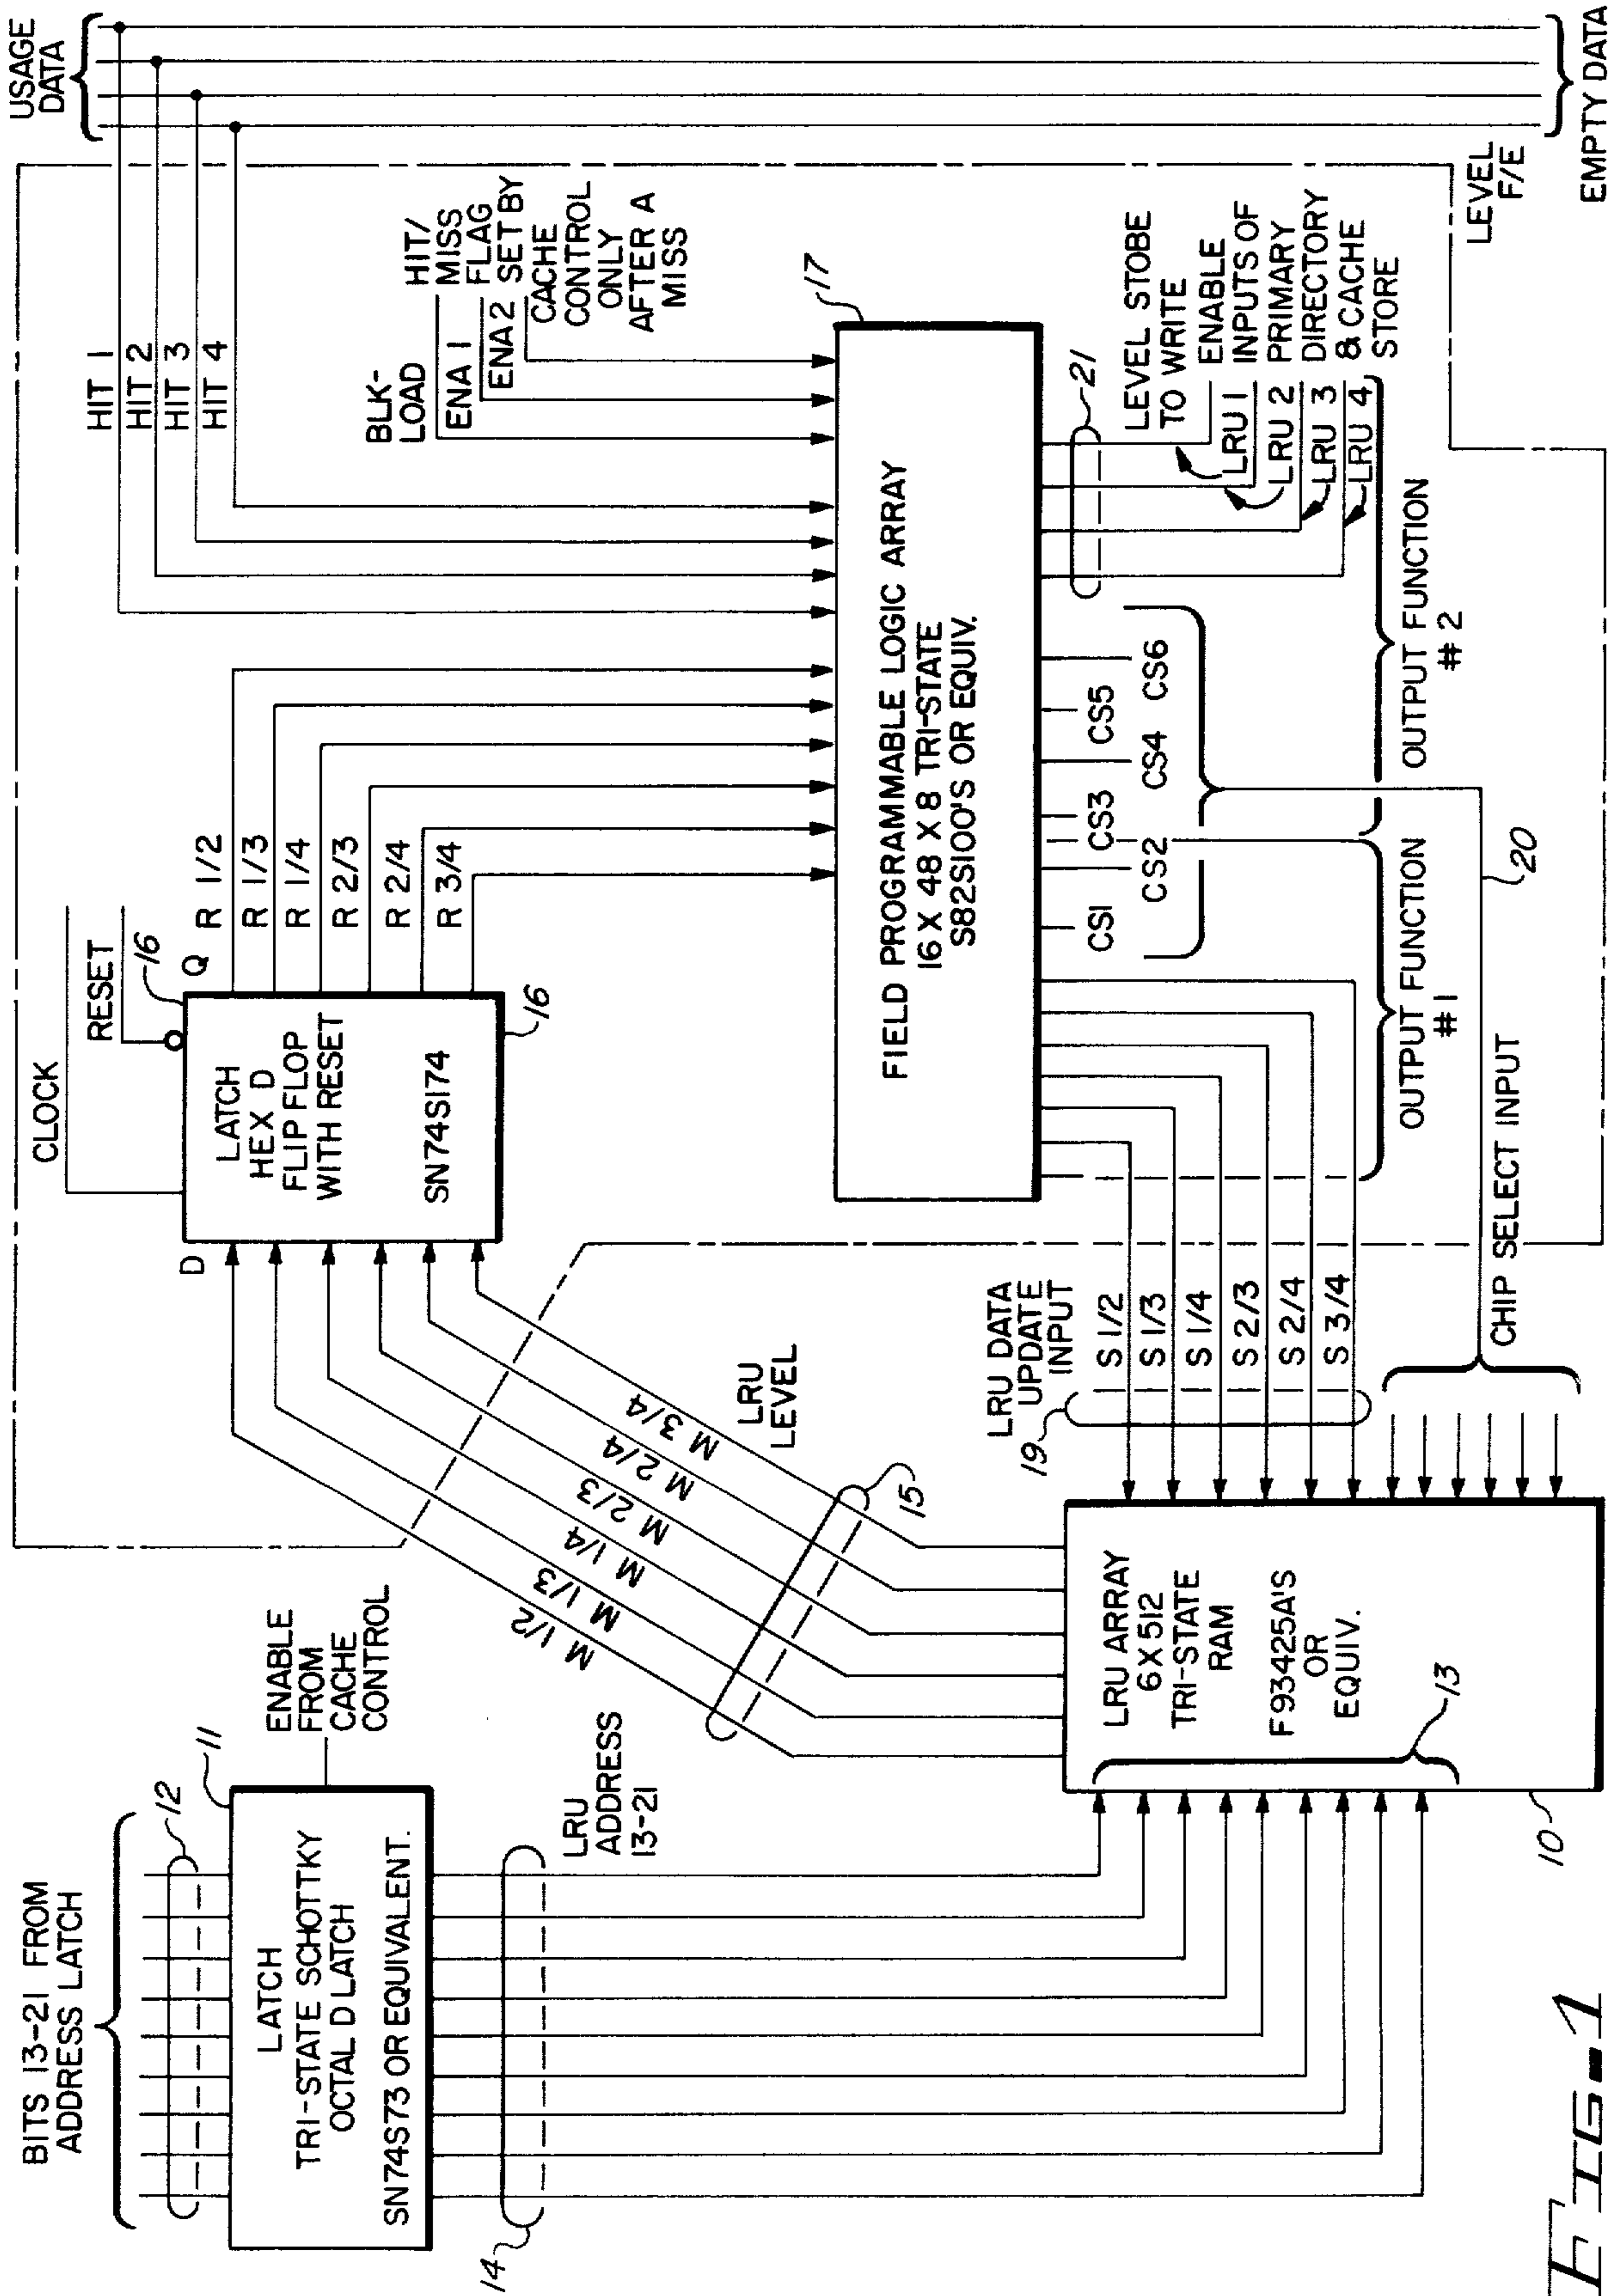 BITS 13-21 FROM
ADDRESS LATCH
12
11
LATCH
TRI-STATE SCHOTTKY
OCTAL D LATCH
SN74S73 OR EQUIVALENT.
ENABLE
FROM
CACHE
CONTROL
14
LRU
ADDRESS
13-21
LRU ARRAY
6X512
TRI-STATE
RAM
F93425A'S
OR
EQUIV.
13
10
M 1/2
M 1/3
M 1/4
M 2/3
M 2/4
M 3/4
15
LRU
LEVEL
CLOCK
RESET
16
D
Q
LATCH
HEX D
FLIP FLOP
WITH RESET
SN74S174
16
R 1/2
R 1/3
R 1/4
R 2/3
R 2/4
R 3/4
USAGE
DATA
HIT 1
HIT 2
HIT 3
HIT 4
BLK-
LOAD
ENA 1
ENA 2
HIT/
MISS
FLAG
SET BY
CACHE
CONTROL
ONLY
AFTER A
MISS
17
FIELD PROGRAMMABLE LOGIC ARRAY
16 X 48 X 8 TRI-STATE
S82S100'S OR EQUIV.
LRU DATA
UPDATE
INPUT
19
S 1/2
S 1/3
S 1/4
S 2/3
S 2/4
S 3/4
CS1
CS2
CS3
CS4
CS5
CS6
21
LEVEL STOBE
TO WRITE
ENABLE
INPUTS OF
PRIMARY
DIRECTORY
& CACHE
STORE
LRU 1
LRU 2
LRU 3
LRU 4
OUTPUT FUNCTION
#1
OUTPUT FUNCTION
#2
CHIP SELECT INPUT
20
LEVEL
F/E
EMPTY DATA
FIG-1